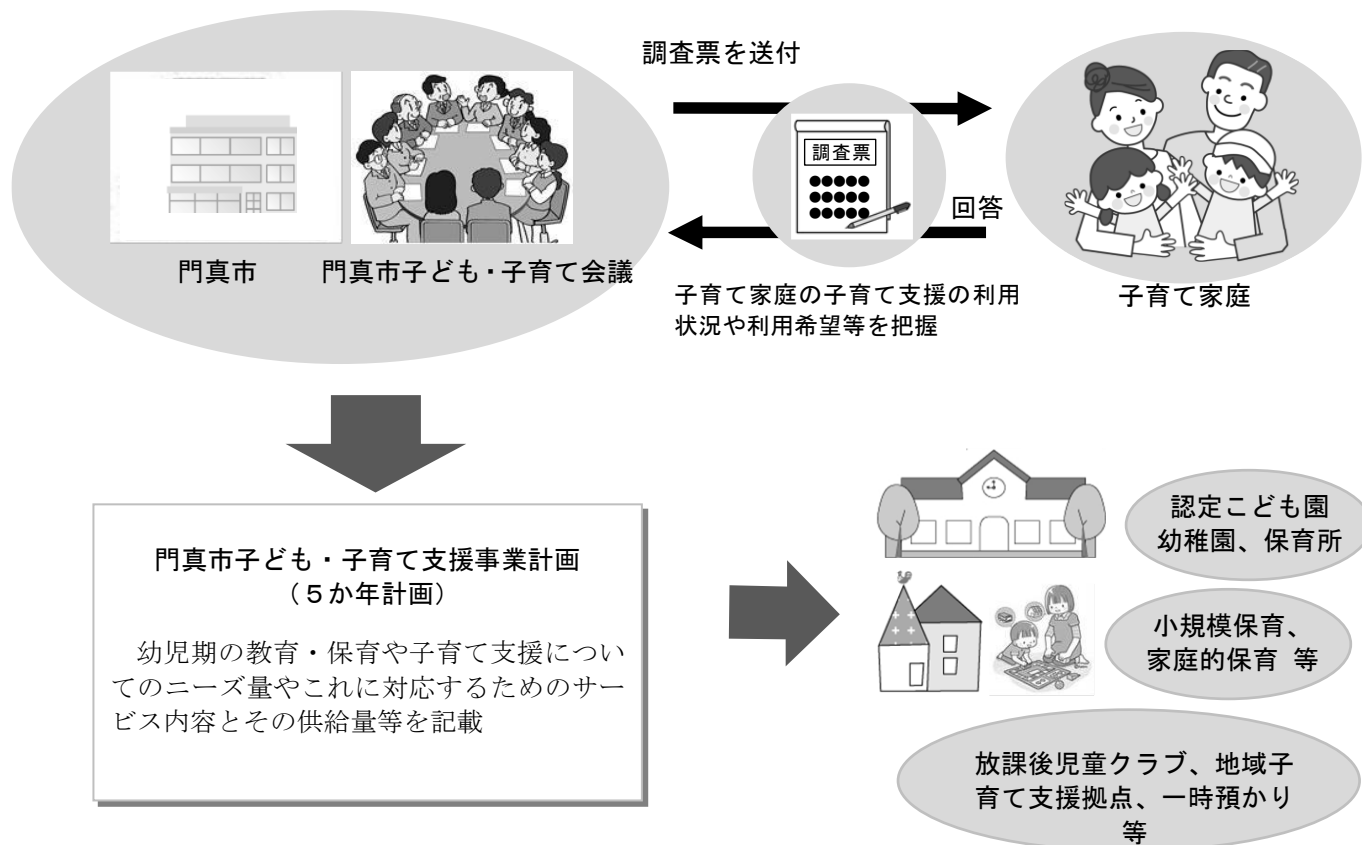 調査票を送付
調査票
回答
門真市
門真市子ども・子育て会議
子育て家庭の子育て支援の利用
状況や利用希望等を把握
子育て家庭
門真市子ども・子育て支援事業計画
（５か年計画）
幼児期の教育・保育や子育て支援につい
てのニーズ量やこれに対応するためのサー
ビス内容とその供給量等を記載
認定こども園
幼稚園、保育所
小規模保育、
家庭的保育 等
放課後児童クラブ、地域子
育て支援拠点、一時預かり
等